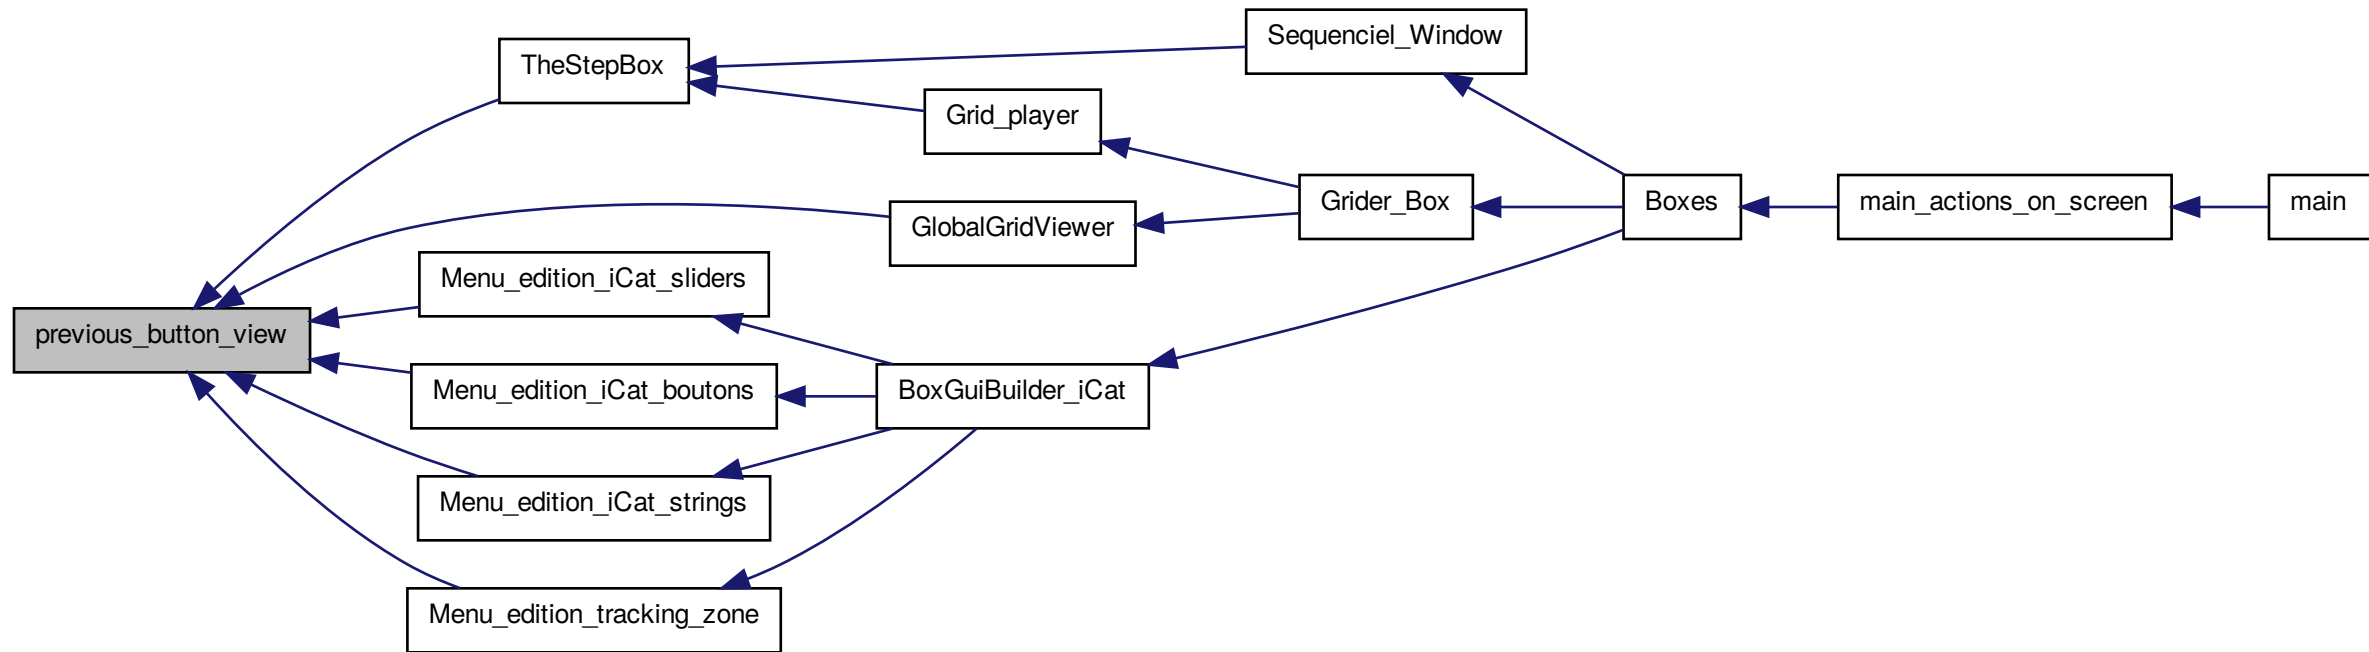 Sequenciel_Window
TheStepBox
Grid_player
Grider_Box
Boxes
main_actions_on_screen
main
GlobalGridViewer
Menu_edition_iCat_sliders
previous_button_view
Menu_edition_iCat_boutons
BoxGuiBuilder_iCat
Menu_edition_iCat_strings
Menu_edition_tracking_zone